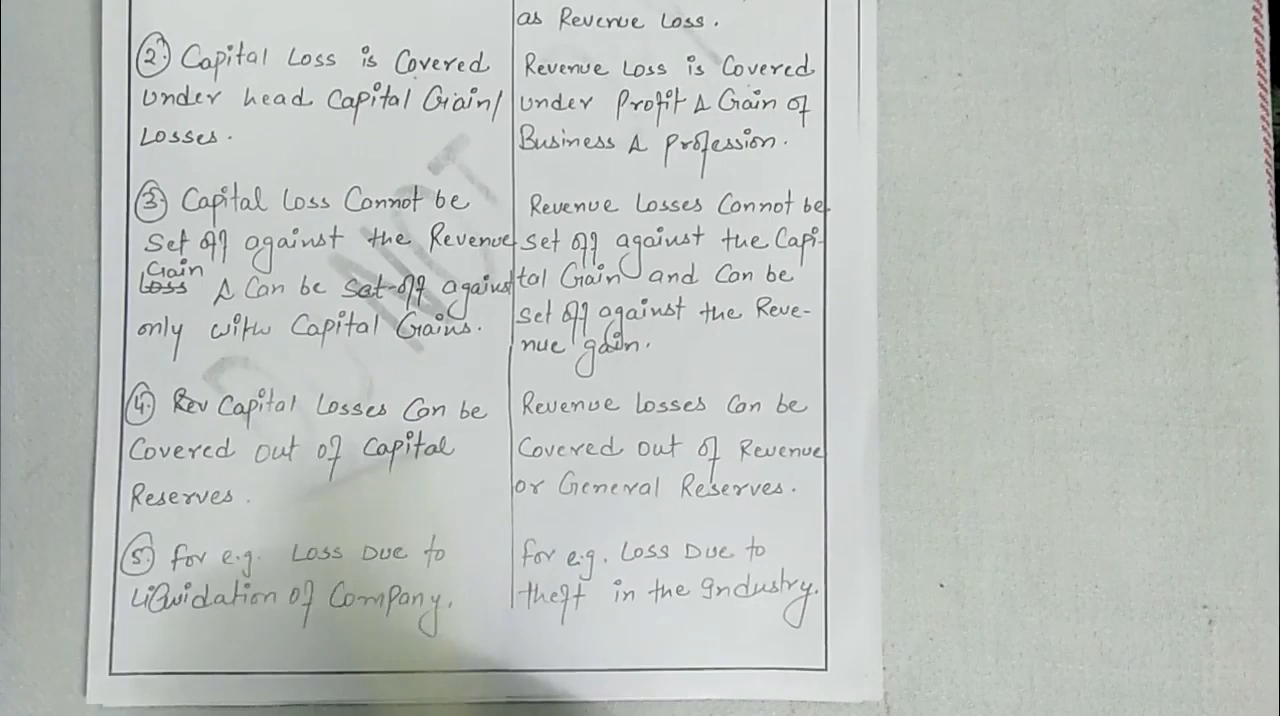 as Revenue Loss.
② Capital Loss is Covered
under head Capital Gain/
Losses.
Revenue Loss is Covered
under Profit & Gain of
Business & Profession.
③ Capital Loss Cannot be
Set off against the Revenue
Gain
Loss & Can be Set-off against
only with Capital Gains.
Revenue Losses Cannot be
set off against the Capi-
tal Gain and Can be
set off against the Reve-
nue gain.
④ Rev Capital Losses Can be
Covered out of Capital
Reserves.
Revenue losses Can be
Covered out of Revenue
or General Reserves.
⑤ for e.g. Loss Due to
Liquidation of Company.
for e.g. Loss Due to
theft in the Industry.